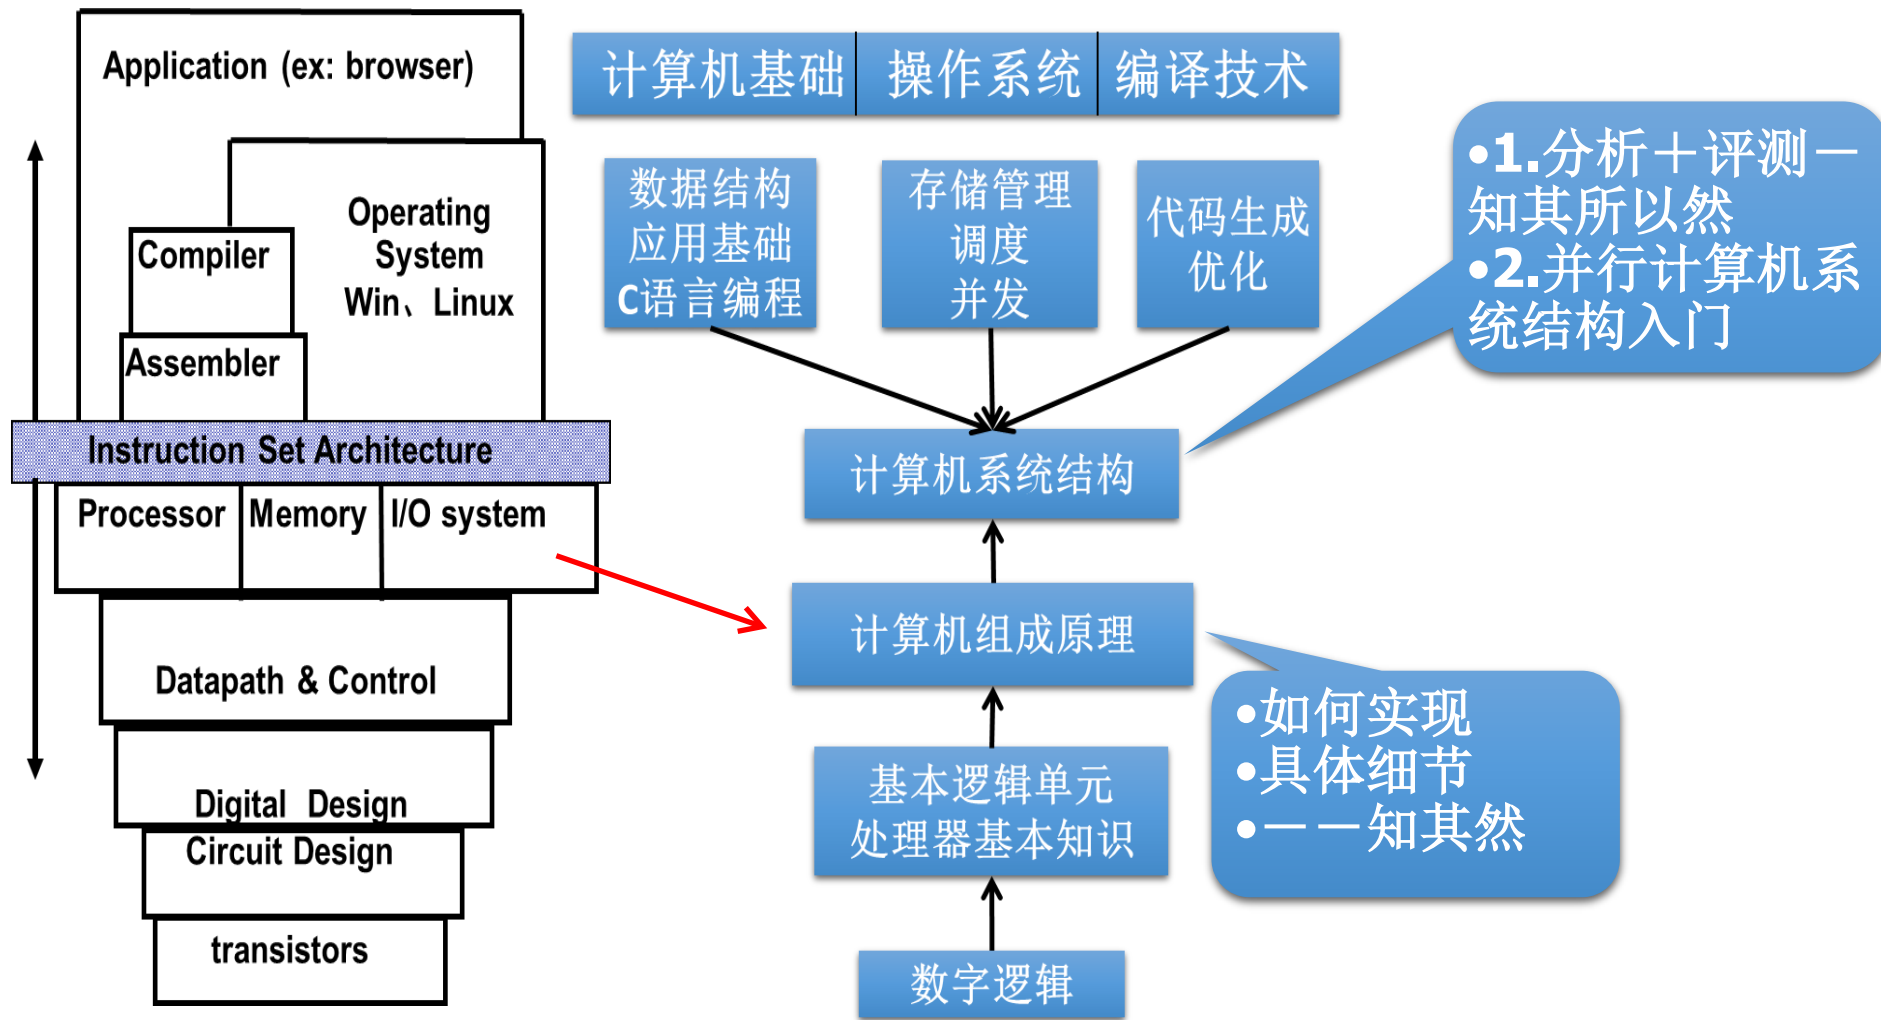 Application (ex: browser)
Operating
System
Win、Linux
Compiler
Assembler
Instruction Set Architecture
Processor
Memory
I/O system
Datapath & Control
Digital Design
Circuit Design
transistors
计算机基础
操作系统
编译技术
数据结构
应用基础
C语言编程
存储管理
调度
并发
代码生成
优化
计算机系统结构
•1.分析＋评测－
知其所以然
•2.并行计算机系
统结构入门
计算机组成原理
•如何实现
•具体细节
•－－知其然
基本逻辑单元
处理器基本知识
数字逻辑